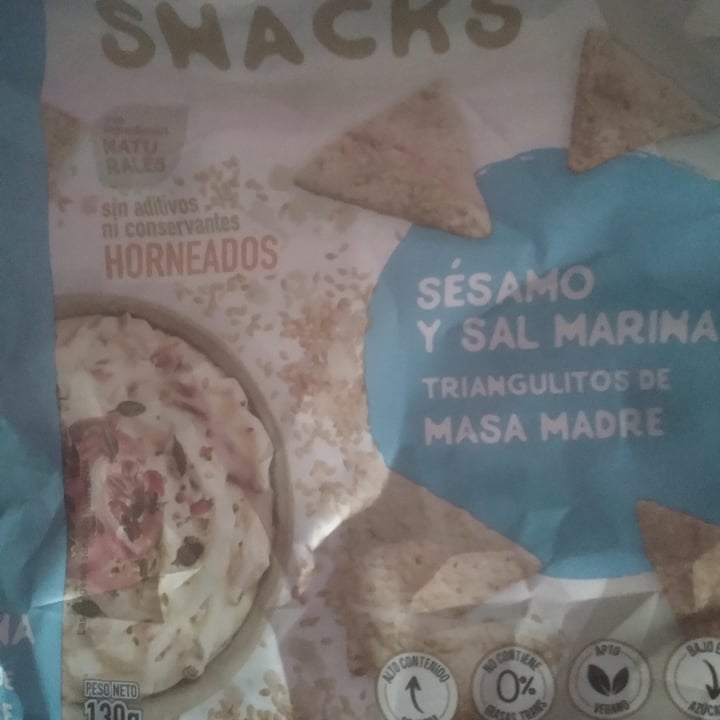 SNACKS
NATU
RALES
sin aditivos
ni conservantes
HORNEADOS
SÉSAMO
Y SAL MARINA
TRIANGULITOS DE
MASA MADRE
PESO NETO
130g
ALTO CONTENIDO
NO CONTIENE
0%
GRASAS TRANS
APTO
VEGANO
BAJO E
AZÚCA